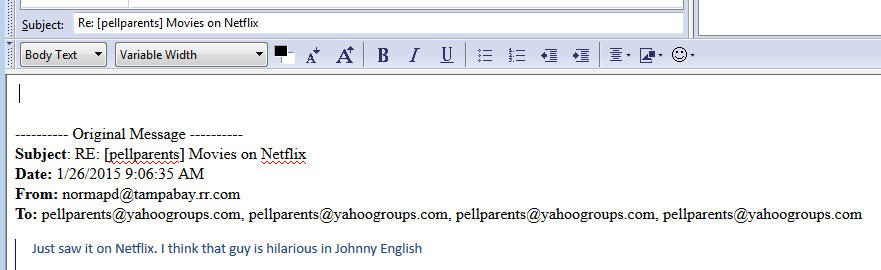 Subject: Re: [pellparents] Movies on Netflix
Body Text Variable Width A A B I U
---------- Original Message ----------
Subject: RE: [pellparents] Movies on Netflix
Date: 1/26/2015 9:06:35 AM
From: normapd@tampabay.rr.com
To: pellparents@yahoogroups.com, pellparents@yahoogroups.com, pellparents@yahoogroups.com, pellparents@yahoogroups.com
Just saw it on Netflix. I think that guy is hilarious in Johnny English